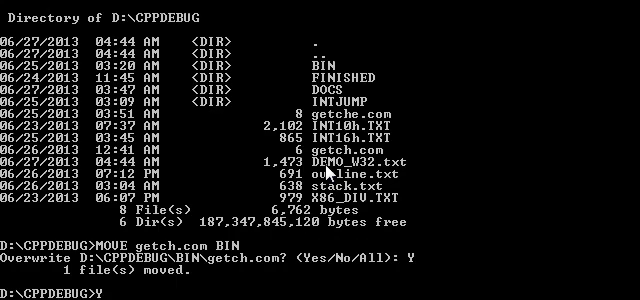 Directory of D:\CPPDEBUG
06/27/2013 04:44 AM <DIR> .
06/27/2013 04:44 AM <DIR> ..
06/25/2013 03:20 AM <DIR> BIN
06/24/2013 11:45 AM <DIR> FINISHED
06/27/2013 03:47 AM <DIR> DOCS
06/25/2013 03:09 AM <DIR> INTJUMP
06/25/2013 03:51 AM 8 getche.com
06/23/2013 07:37 AM 2,102 INT10h.TXT
06/25/2013 03:45 AM 865 INT16h.TXT
06/26/2013 12:41 AM 6 getch.com
06/27/2013 04:44 AM 1,473 DEMO_W32.txt
06/26/2013 07:12 PM 691 outline.txt
06/26/2013 03:04 AM 638 stack.txt
06/23/2013 06:07 PM 979 X86_DIV.TXT
8 File(s) 6,762 bytes
6 Dir(s) 187,347,845,120 bytes free
D:\CPPDEBUG>MOVE getch.com BIN
Overwrite D:\CPPDEBUG\BIN\getch.com? (Yes/No/All): Y
1 file(s) moved.
D:\CPPDEBUG>Y